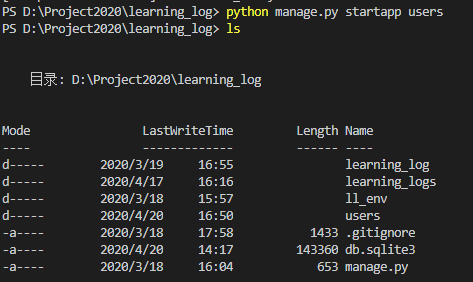 PS D:\Project2020\learning_log> python manage.py startapp users
PS D:\Project2020\learning_log> ls
目录: D:\Project2020\learning_log
Mode                LastWriteTime         Length Name
----                -------------         ------ ----
d-----        2020/3/19     16:55                learning_log
d-----        2020/4/17     16:16                learning_logs
d-----        2020/3/18     15:57                ll_env
d-----        2020/4/20     16:50                users
-a----        2020/3/18     17:58           1433 .gitignore
-a----        2020/4/20     14:17         143360 db.sqlite3
-a----        2020/3/18     16:04            653 manage.py